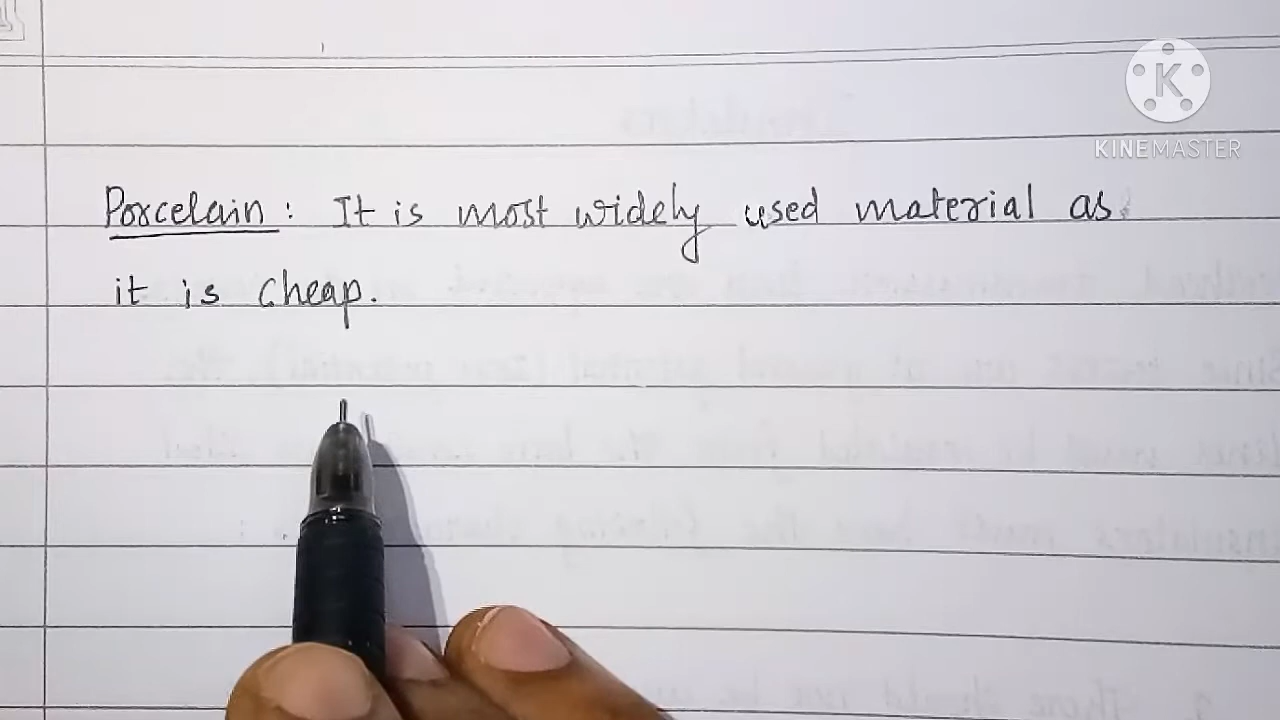 KINEMASTER
Porcelain: It is most widely used material as
it is cheap.